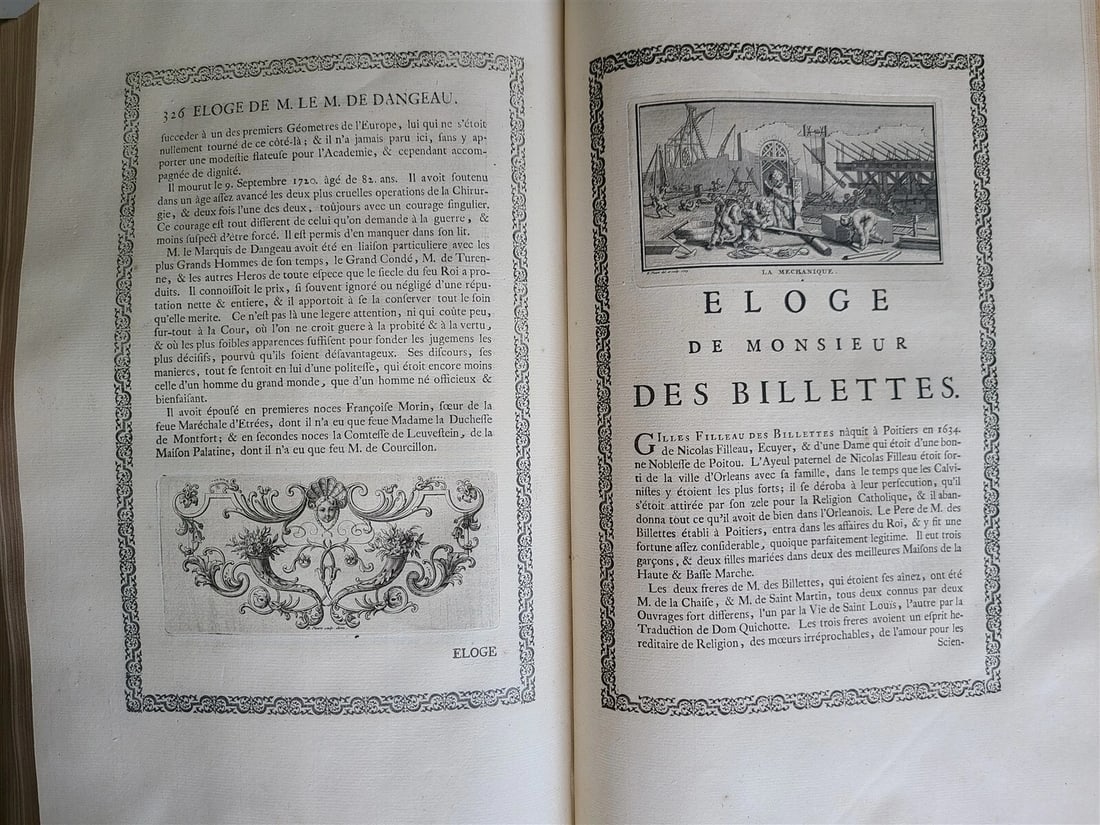 326 ELOGE DE M. LE M. DE DANGEAU.
ſucceder à un des premiers Géometres de l'Europe, lui qui ne s'étoit
nullement tourné de ce côté-là; & il n'a jamais paru ici, ſans y ap-
porter une modeſtie flateuſe pour l'Academie, & cependant accom-
pagnée de dignité.
Il mourut le 9. Septembre 1720. âgé de 82. ans. Il avoit ſoutenu
dans un âge aſſez avancé les deux plus cruelles operations de la Chirur-
gie, & deux fois l'une des deux, toûjours avec un courage ſingulier.
Ce courage eſt tout different de celui qu'on demande à la guerre, &
moins ſuſpect d'être forcé. Il eſt permis d'en manquer dans ſon lit.
M. le Marquis de Dangeau avoit été en liaiſon particuliere avec les
plus Grands Hommes de ſon temps, le Grand Condé, M. de Turen-
ne, & les autres Heros de toute eſpece que le ſiecle du feu Roi a pro-
duits. Il connoiſſoit le prix, ſi ſouvent ignoré ou négligé d'une répu-
tation nette & entiere, & il apportoit à ſe la conſerver tout le ſoin
qu'elle merite. Ce n'eſt pas là une legere attention, ni qui coûte peu,
ſur-tout à la Cour, où l'on ne croit guere à la probité & à la vertu,
& où les plus foibles apparences ſuffiſent pour fonder les jugemens les
plus déciſifs, pourvû qu'ils ſoient déſavantageux. Ses diſcours, ſes
manieres, tout ſe ſentoit en lui d'une politeſſe, qui étoit encore moins
celle d'un homme du grand monde, que d'un homme né officieux &
bienfaiſant.
Il avoit épouſé en premieres noces Françoiſe Morin, ſœur de la
feue Maréchale d'Etrées, dont il n'a eu que feue Madame la Ducheſſe
de Montfort; & en ſecondes noces la Comteſſe de Leuveſtein, de la
Maiſon Palatine, dont il n'a eu que feu M. de Courcillon.
ELOGE
LA MECHANIQUE.
ELOGE
DE MONSIEUR
DES BILLETTES.
GILLES FILLEAU DES BILLETTES nâquit à Poitiers en 1634.
de Nicolas Filleau, Ecuyer, & d'une Dame qui étoit d'une bon-
ne Nobleſſe de Poitou. L'Ayeul paternel de Nicolas Filleau étoit ſor-
ti de la ville d'Orleans avec ſa famille, dans le temps que les Calvi-
niſtes y étoient les plus forts; il ſe déroba à leur perſecution, qu'il
s'étoit attirée par ſon zele pour la Religion Catholique, & il aban-
donna tout ce qu'il avoit de bien dans l'Orleanois. Le Pere de M. des
Billettes établi à Poitiers, entra dans les affaires du Roi, & y fit une
fortune aſſez conſiderable, quoique parfaitement legitime. Il eut trois
garçons, & deux filles mariées dans deux des meilleures Maiſons de la
Haute & Baſſe Marche.
Les deux freres de M. des Billettes, qui étoient ſes aînez, ont été
M. de la Chaiſe, & M. de Saint Martin, tous deux connus par deux
Ouvrages fort differens, l'un par la Vie de Saint Louis, l'autre par la
Traduction de Dom Quichotte. Les trois freres avoient un eſprit he-
reditaire de Religion, des mœurs irréprochables, de l'amour pour les
Scien-